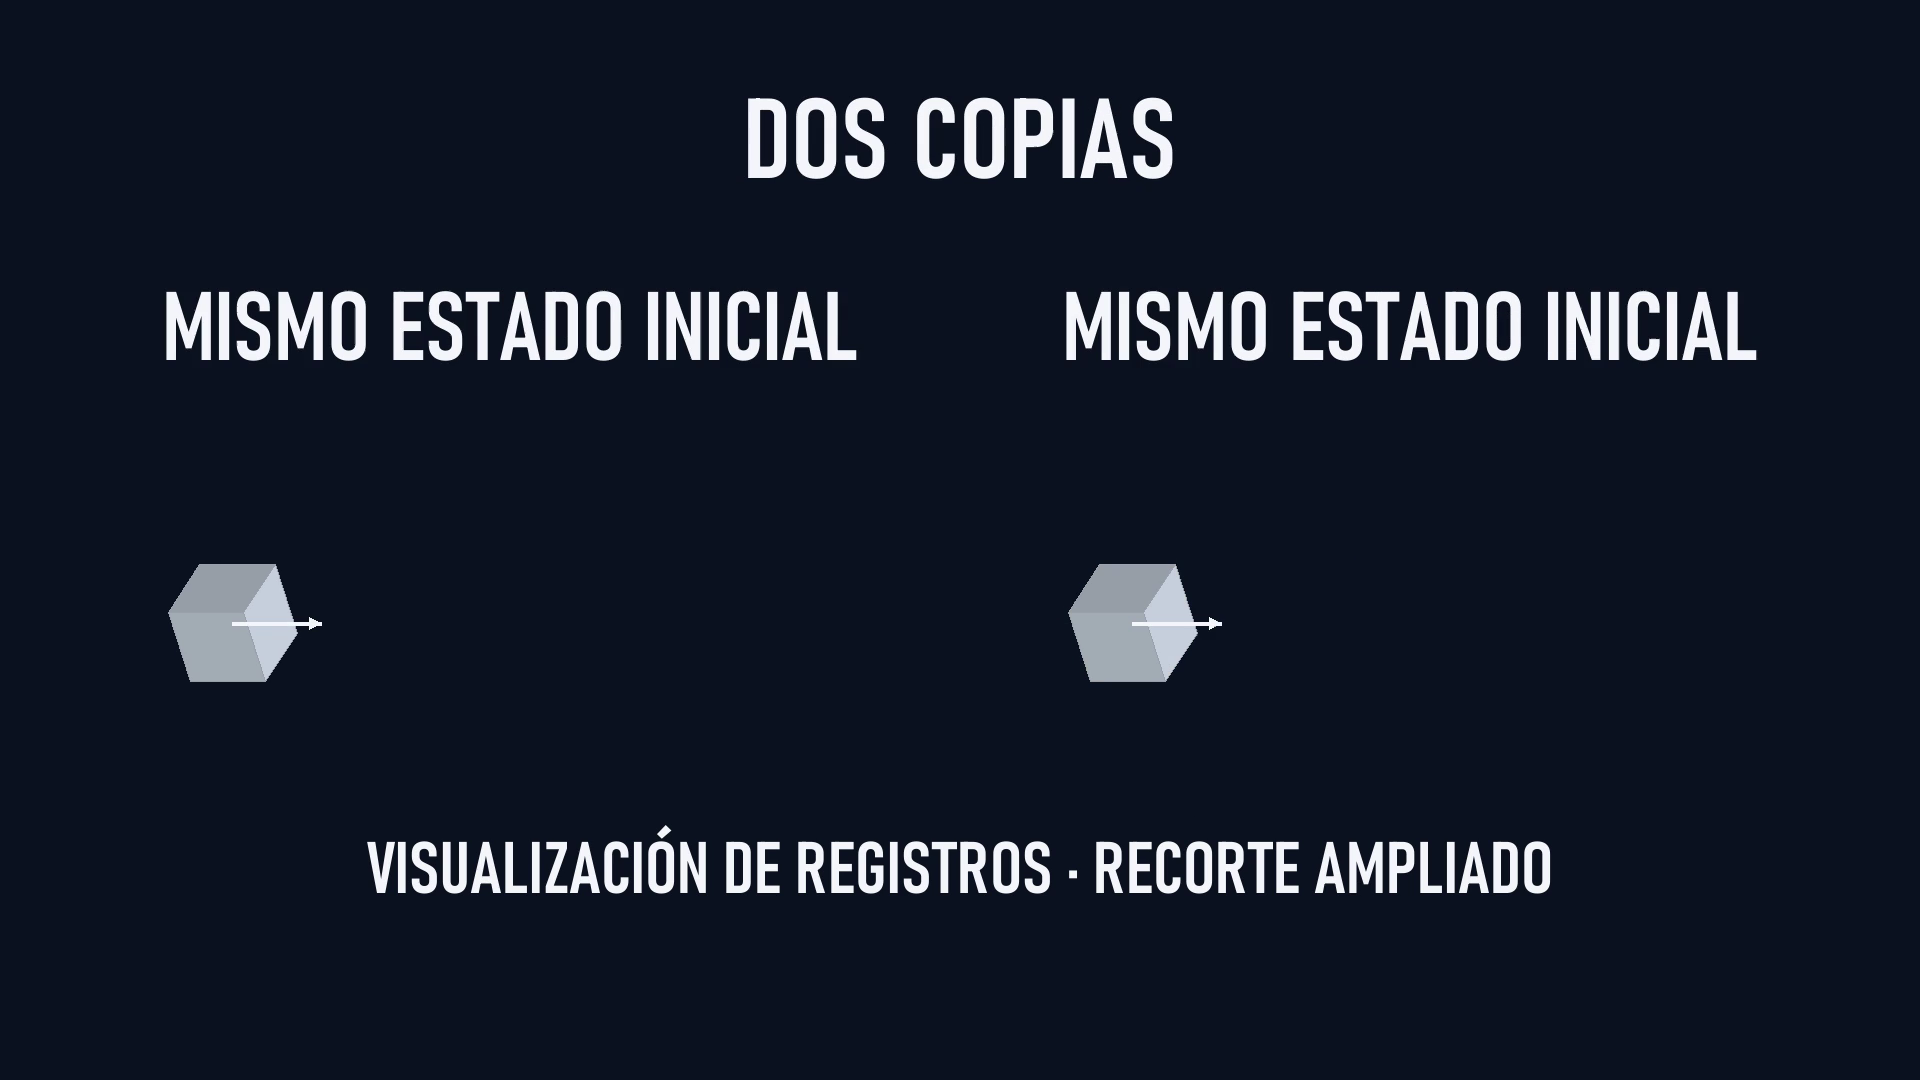 DOS COPIAS
MISMO ESTADO INICIAL
MISMO ESTADO INICIAL
VISUALIZACIÓN DE REGISTROS · RECORTE AMPLIADO